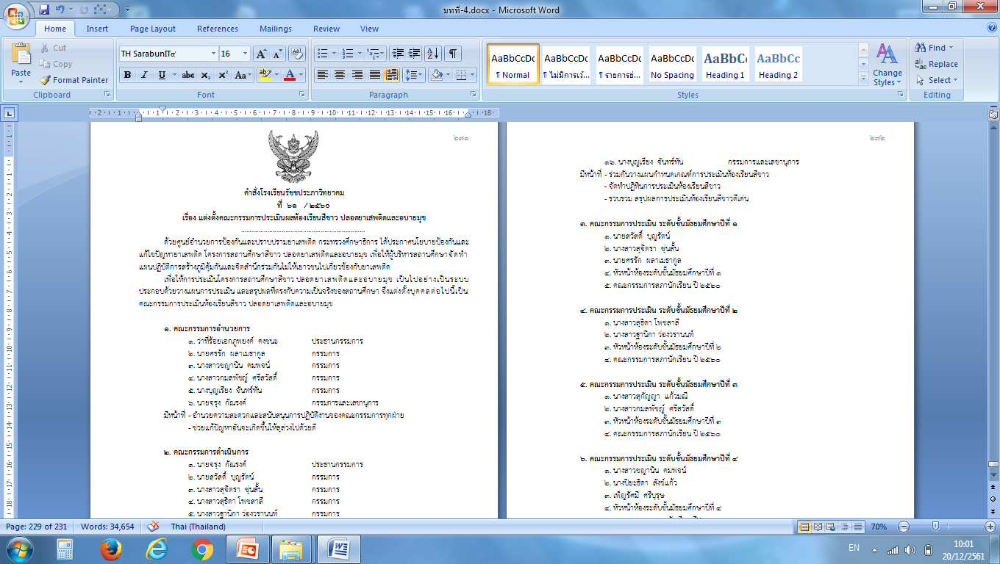 บทที่-4.docx - Microsoft Word
Home Insert Page Layout References Mailings Review View
Paste
Cut
Copy
Format Painter
Clipboard
TH SarabunIT๙ 16
Font
Paragraph
AaBbCcDc AaBbCcDc AaBbCcDc AaBbCcDc AaBbC AaBbCc
¶ Normal ¶ ไม่มีการเว้... ¶ รายการย่... No Spacing Heading 1 Heading 2
Change Styles
Styles
Find
Replace
Select
Editing
๒๗๑
คำสั่งโรงเรียนรัชชประภาวิทยาคม
ที่ ๖๑ /๒๕๖๐
เรื่อง แต่งตั้งคณะกรรมการประเมินผลห้องเรียนสีขาว ปลอดยาเสพติดและอบายมุข
ด้วยศูนย์อำนวยการป้องกันและปราบปรามยาเสพติด กระทรวงศึกษาธิการ ได้ประกาศนโยบายป้องกันและ
แก้ไขปัญหายาเสพติด โครงการสถานศึกษาสีขาว ปลอดยาเสพติดและอบายมุข เพื่อให้ผู้บริหารสถานศึกษา จัดทำ
แผนปฏิบัติการสร้างภูมิคุ้มกันและจิตสำนึกร่วมกันไม่ให้เยาวชนไปเกี่ยวข้องกับยาเสพติด
เพื่อให้การประเมินโครงการสถานศึกษาสีขาว ปลอดยาเสพติดและอบายมุข เป็นไปอย่างเป็นระบบ
ประกอบด้วยวางแผนการประเมิน และสรุปผลที่ตรงกับความเป็นจริงของสถานศึกษา จึงแต่งตั้งบุคคลต่อไปนี้เป็น
คณะกรรมการประเมินห้องเรียนสีขาว ปลอดยาเสพติดและอบายมุข
๑. คณะกรรมการอำนวยการ
๑. ว่าที่ร้อยเอกภูพยงค์ คงชนะ ประธานกรรมการ
๒. นายศรรัก ผลาเมธากูล กรรมการ
๓. นางสาวชญานิน คมพจน์ กรรมการ
๔. นางสาวกมลพัชญ์ ศรีสวัสดิ์ กรรมการ
๕. นางบุญเรียง จันทร์ทัน กรรมการ
๖. นายจรุง กัณรงค์ กรรมการและเลขานุการ
มีหน้าที่ - อำนวยความสะดวกและสนับสนุนการปฏิบัติงานของคณะกรรมการทุกฝ่าย
- ช่วยแก้ปัญหาอันจะเกิดขึ้นให้ลุล่วงไปด้วยดี
๒. คณะกรรมการดำเนินการ
๑. นายจรุง กัณรงค์ ประธานกรรมการ
๒. นายสวัสดิ์ บุญรัตน์ กรรมการ
๓. นางสาวสุจิตรา ชุ่นสั้น กรรมการ
๔. นางสาวสุธิดา โพชสาลี กรรมการ
๕. นางสาวฐานิกา ว่องวรานนท์ กรรมการ
๒๗๒
๑๖. นางบุญเรียง จันทร์ทัน กรรมการและเลขานุการ
มีหน้าที่ - ร่วมกันวางแผนกำหนดเกณฑ์การประเมินห้องเรียนสีขาว
- จัดทำปฏิทินการประเมินห้องเรียนสีขาว
- รวบรวม สรุปผลการประเมินห้องเรียนสีขาวดีเด่น
๓. คณะกรรมการประเมิน ระดับชั้นมัธยมศึกษาปีที่ ๑
๑. นายสวัสดิ์ บุญรัตน์
๒. นางสาวสุจิตรา ชุ่นสั้น
๓. นายศรรัก ผลาเมธากูล
๔. หัวหน้าห้องระดับชั้นมัธยมศึกษาปีที่ ๑
๕. คณะกรรมการสภานักเรียน ปี ๒๕๖๐
๔. คณะกรรมการประเมิน ระดับชั้นมัธยมศึกษาปีที่ ๒
๑. นางสาวสุธิดา โพชสาลี
๒. นางสาวฐานิกา ว่องวรานนท์
๓. หัวหน้าห้องระดับชั้นมัธยมศึกษาปีที่ ๒
๔. คณะกรรมการสภานักเรียน ปี ๒๕๖๐
๕. คณะกรรมการประเมิน ระดับชั้นมัธยมศึกษาปีที่ ๓
๑. นางสาวสุกัญญา แก้วมณี
๒. นางสาวกมลพัชญ์ ศรีสวัสดิ์
๓. หัวหน้าห้องระดับชั้นมัธยมศึกษาปีที่ ๓
๔. คณะกรรมการสภานักเรียน ปี ๒๕๖๐
๖. คณะกรรมการประเมิน ระดับชั้นมัธยมศึกษาปีที่ ๔
๑. นางสาวชญานิน คมพจน์
๒. นางปิยะธิดา สังข์แก้ว
๓. เพ็ญรัศมี ศรีบุรุษ
๔. หัวหน้าห้องระดับชั้นมัธยมศึกษาปีที่ ๔
Page: 229 of 231 Words: 34,654 Thai (Thailand) 70%
EN 10:01
20/12/2561